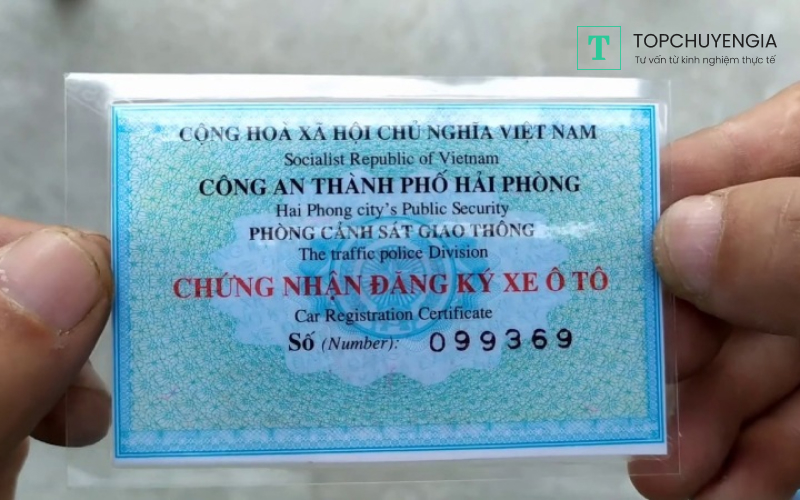 T TOPCHUYENGIA
Tư vấn từ kinh nghiệm thực tế
CỘNG HOÀ XÃ HỘI CHỦ NGHĨA VIỆT NAM
Socialist Republic of Vietnam
CÔNG AN THÀNH PHỐ HẢI PHÒNG
Hai Phong city's Public Security
PHÒNG CẢNH SÁT GIAO THÔNG
The traffic police Division
CHỨNG NHẬN ĐĂNG KÝ XE Ô TÔ
Car Registration Certificate
Số (Number): 099369